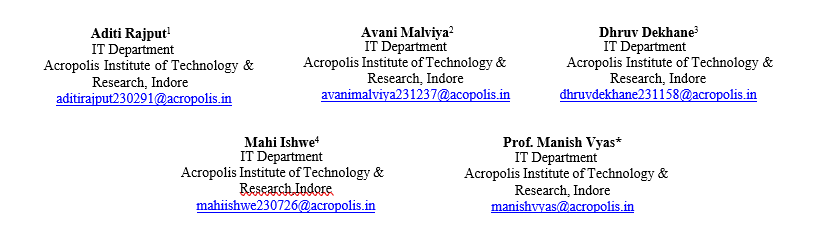 Aditi Rajput1
IT Department
Acropolis Institute of Technology &
Research, Indore
aditirajput230291@acropolis.in
Avani Malviya2
IT Department
Acropolis Institute of Technology &
Research, Indore
avanimalviya231237@acopolis.in
Dhruv Dekhane3
IT Department
Acropolis Institute of Technology &
Research, Indore
dhruvdekhane231158@acropolis.in
Mahi Ishwe4
IT Department
Acropolis Institute of Technology &
Research,Indore
mahiishwe230726@acropolis.in
Prof. Manish Vyas*
IT Department
Acropolis Institute of Technology &
Research, Indore
manishvyas@acropolis.in